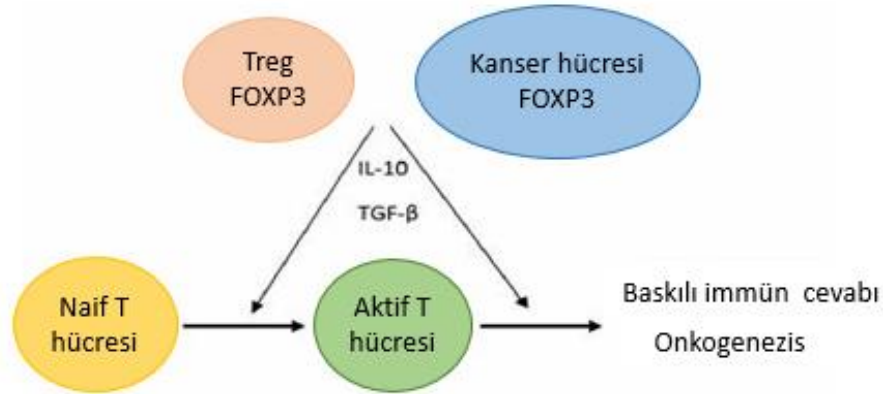 Treg
FOXP3
Kanser hücresi
FOXP3
IL-10
TGF-β
Naif T
hücresi
Aktif T
hücresi
Baskılı immün cevabı
Onkogenezis